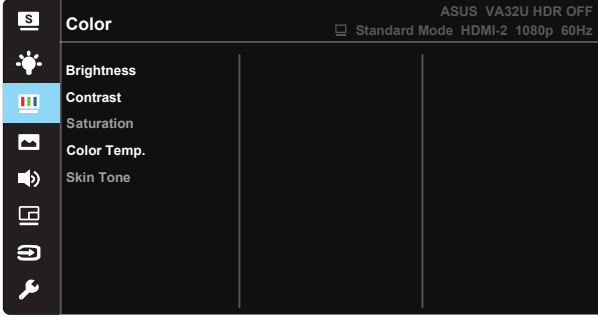 S
Color
ASUS VA32U HDR OFF
Standard Mode HDMI-2 1080p 60Hz
Brightness
Contrast
Saturation
Color Temp.
Skin Tone